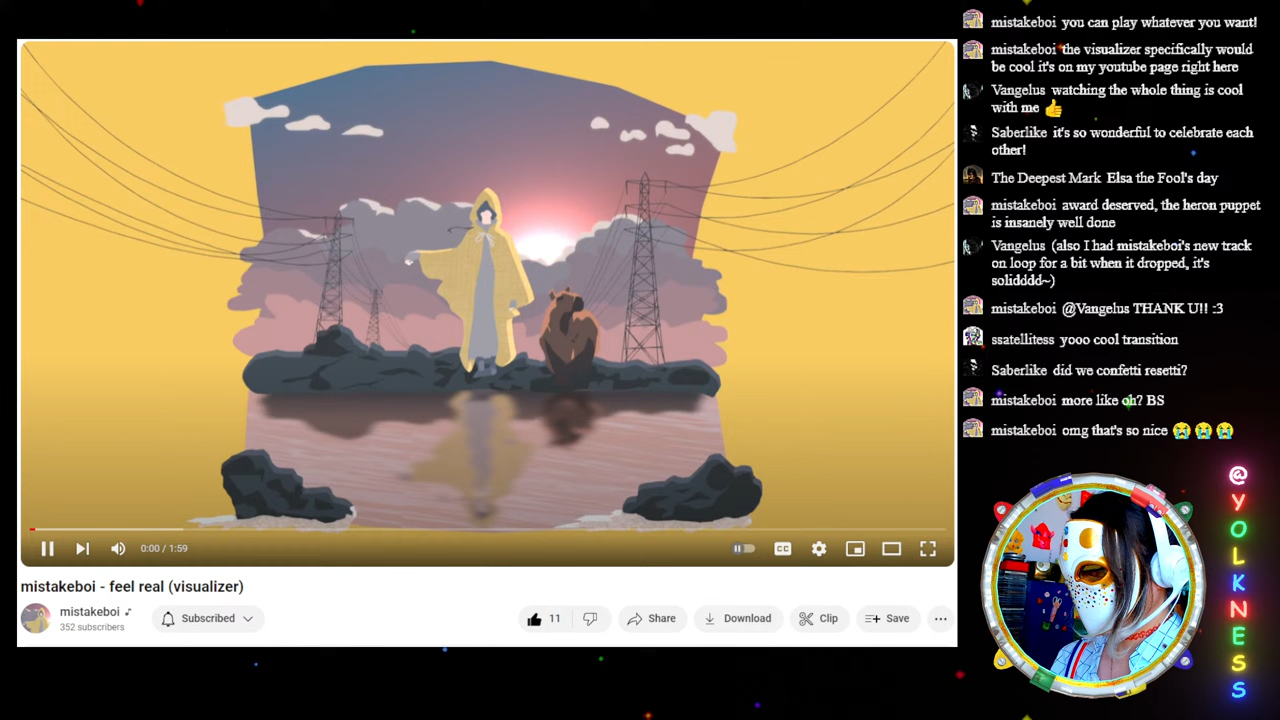 mistakeboi you can play whatever you want!
mistakeboi the visualizer specifically would
be cool it's on my youtube page right here
Vangelus watching the whole thing is cool
with me 👍
Saberlike it's so wonderful to celebrate each
other!
The Deepest Mark Elsa the Fool's day
mistakeboi award deserved, the heron puppet
is insanely well done
Vangelus (also I had mistakeboi's new track
on loop for a bit when it dropped, it's
solidddd~)
mistakeboi @Vangelus THANK U!! :3
ssatellitess yooo cool transition
Saberlike did we confetti resetti?
mistakeboi more like oh? BS
mistakeboi omg that's so nice 😭😭😭
0:00 / 1:59
CC
mistakeboi - feel real (visualizer)
mistakeboi ♪
352 subscribers
Subscribed
11
Share
Download
Clip
Save
@YOLKNESS